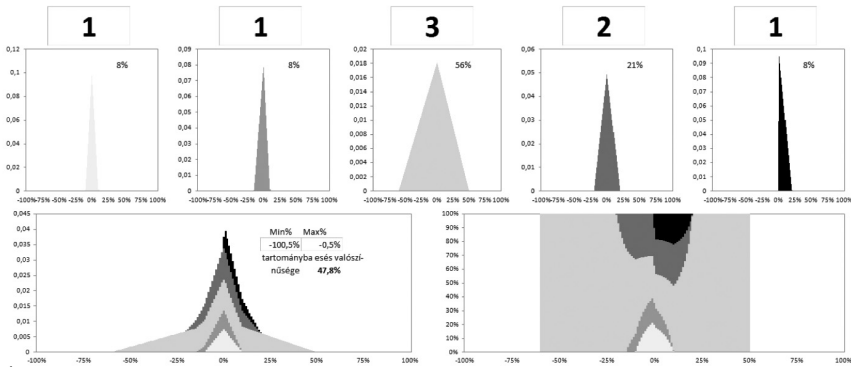 1 1 3 2 1
0,12 0,09 0,02 0,06 0,1
0,1 0,08 0,018 0,05 0,09
0,08 0,07 0,016 0,04 0,08
0,06 0,06 0,014 0,03 0,07
0,04 0,05 0,012 0,02 0,06
0,02 0,04 0,01 0,01 0,05
0 0,03 0,008 0 0,04
0,02 0,006 0,03
0,01 0,004 0,02
0 0,002 0,01
0 0
8% 8% 56% 21% 8%
-100%-75% -50% -25% 0% 25% 50% 75% 100%
-100%-75% -50% -25% 0% 25% 50% 75% 100%
-100%-75% -50% -25% 0% 25% 50% 75% 100%
-100%-75% -50% -25% 0% 25% 50% 75% 100%
-100%-75% -50% -25% 0% 25% 50% 75% 100%
0,045
0,04
0,035
0,03
0,025
0,02
0,015
0,01
0,005
0
Min% Max%
-100,5% -0,5%
tartományba esés valószí-
nűsége 47,8%
-100% -75% -50% -25% 0% 25% 50% 75% 100%
100%
90%
80%
70%
60%
50%
40%
30%
20%
10%
0%
-100% -75% -50% -25% 0% 25% 50% 75% 100%